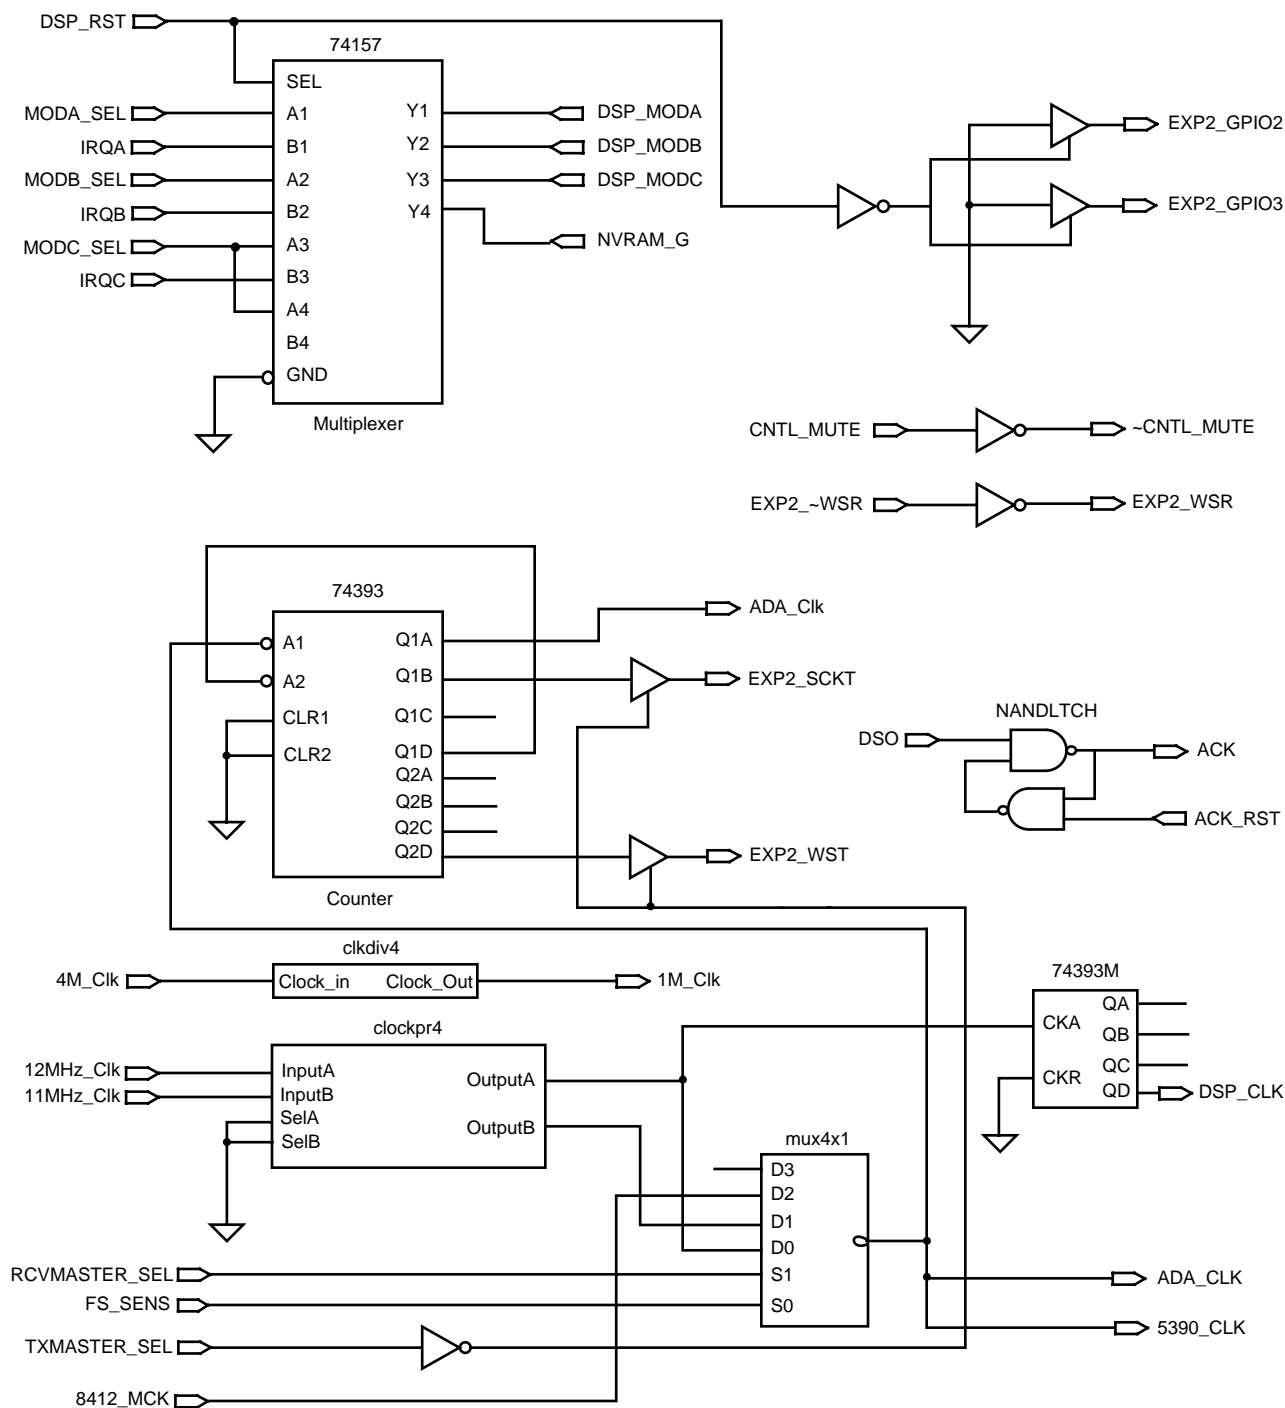 DSP_RST
74157
SEL
MODA_SEL
A1
Y1
DSP_MODA
IRQA
B1
Y2
DSP_MODB
MODB_SEL
A2
Y3
DSP_MODC
IRQB
B2
Y4
MODC_SEL
A3
NVRAM_G
IRQC
B3
A4
B4
GND
Multiplexer
EXP2_GPIO2
EXP2_GPIO3
CNTL_MUTE
~CNTL_MUTE
EXP2_~WSR
EXP2_WSR
74393
A1
Q1A
ADA_Clk
A2
Q1B
EXP2_SCKT
CLR1
Q1C
CLR2
Q1D
Q2A
Q2B
Q2C
Q2D
EXP2_WST
Counter
NANDLTCH
DSO
ACK
ACK_RST
clkdiv4
4M_Clk
Clock_in
Clock_Out
1M_Clk
74393M
CKA
QA
QB
QC
CKR
QD
DSP_CLK
clockpr4
12MHz_Clk
InputA
OutputA
11MHz_Clk
InputB
SelA
OutputB
SelB
mux4x1
D3
D2
D1
D0
RCVMASTER_SEL
S1
ADA_CLK
FS_SENS
S0
5390_CLK
TXMASTER_SEL
8412_MCK